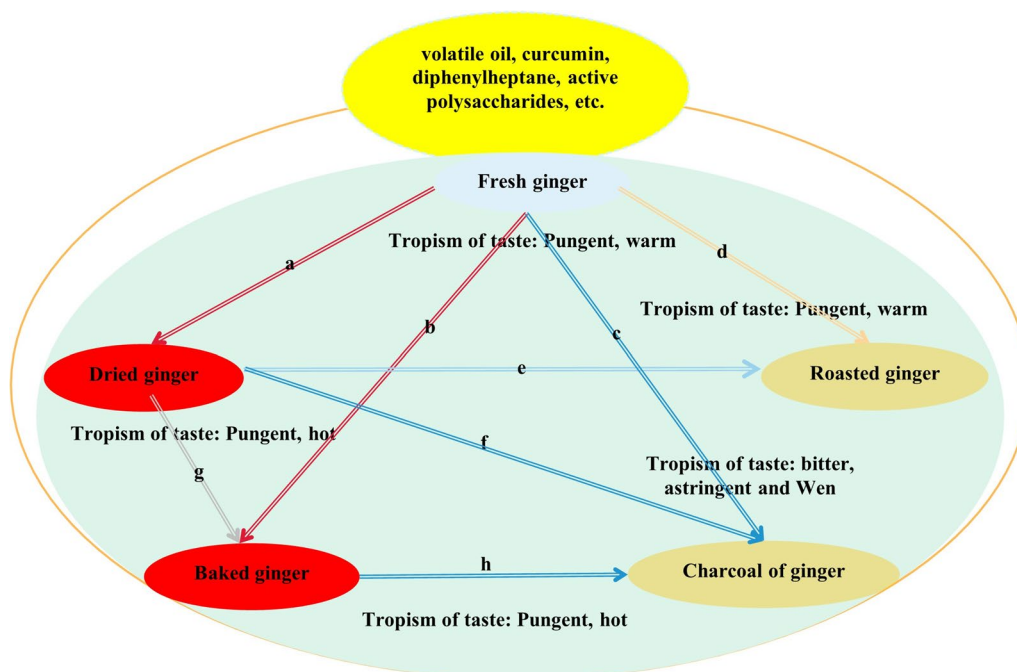 volatile oil, curcumin,
diphenylheptane, active
polysaccharides, etc.
Fresh ginger
Tropism of taste: Pungent, warm
a
d
Tropism of taste: Pungent, warm
b
c
Dried ginger
e
Roasted ginger
Tropism of taste: Pungent, hot
f
g
Tropism of taste: bitter,
astringent and Wen
Baked ginger
h
Charcoal of ginger
Tropism of taste: Pungent, hot